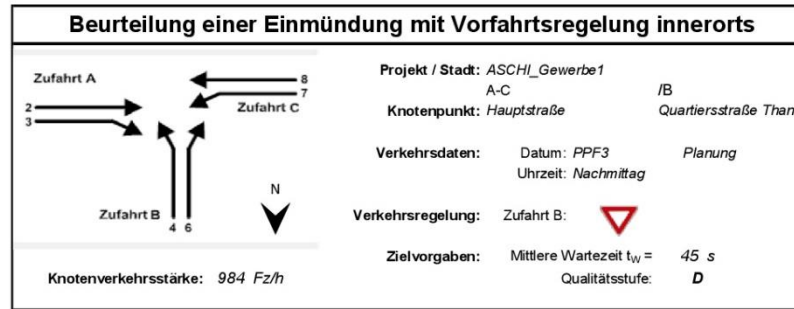 Beurteilung einer Einmündung mit Vorfahrtsregelung innerorts
Zufahrt A
8
7
Zufahrt C
2
3
N
Zufahrt B
4 6
Knotenverkehrsstärke: 984 Fz/h
Projekt / Stadt: ASCHI_Gewerbe1
A-C /B
Knotenpunkt: Hauptstraße Quartiersstraße Than
Verkehrsdaten: Datum: PPF3 Planung
Uhrzeit: Nachmittag
Verkehrsregelung: Zufahrt B:
Zielvorgaben: Mittlere Wartezeit tW = 45 s
Qualitätsstufe: D